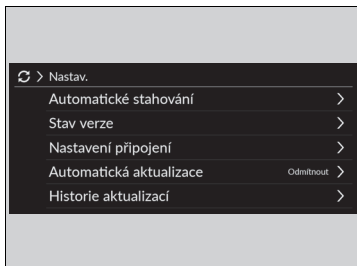 Nastav.
Automatické stahování
Stav verze
Nastavení připojení
Automatická aktualizace Odmítnout
Historie aktualizací